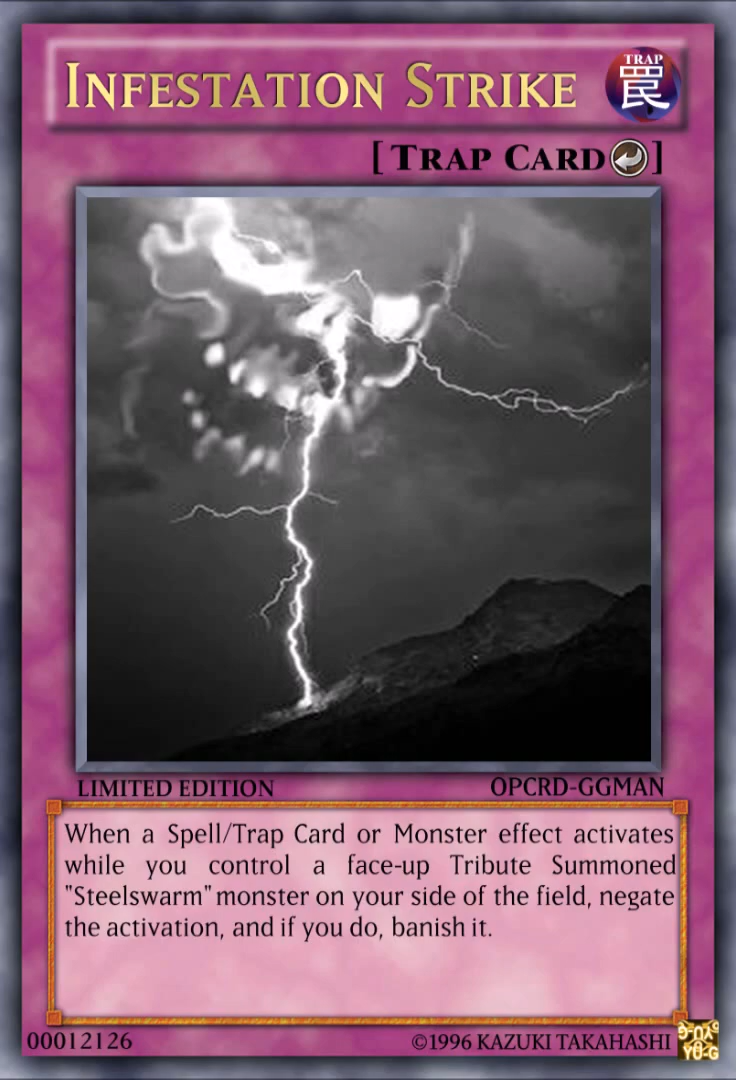 INFESTATION STRIKE
TRAP
罠
[TRAP CARD]
LIMITED EDITION
OPCRD-GGMAN
When a Spell/Trap Card or Monster effect activates
while you control a face-up Tribute Summoned
"Steelswarm" monster on your side of the field, negate
the activation, and if you do, banish it.
00012126
©1996 KAZUKI TAKAHASHI